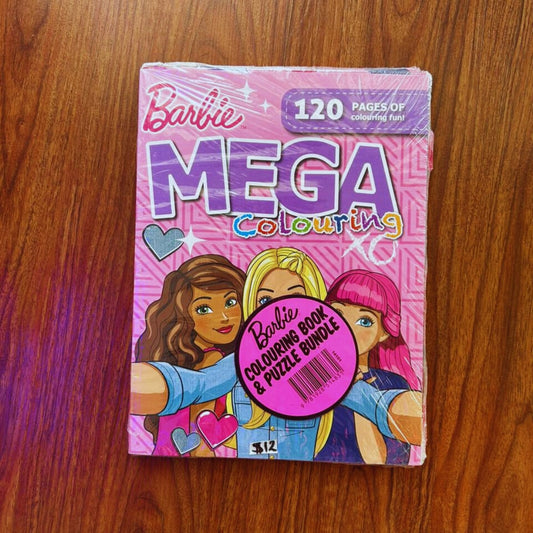 Barbie
120 PAGES OF
colouring fun!
MEGA
Colouring
XO
Barbie
COLOURING BOOK
& PUZZLE BUNDLE
$12